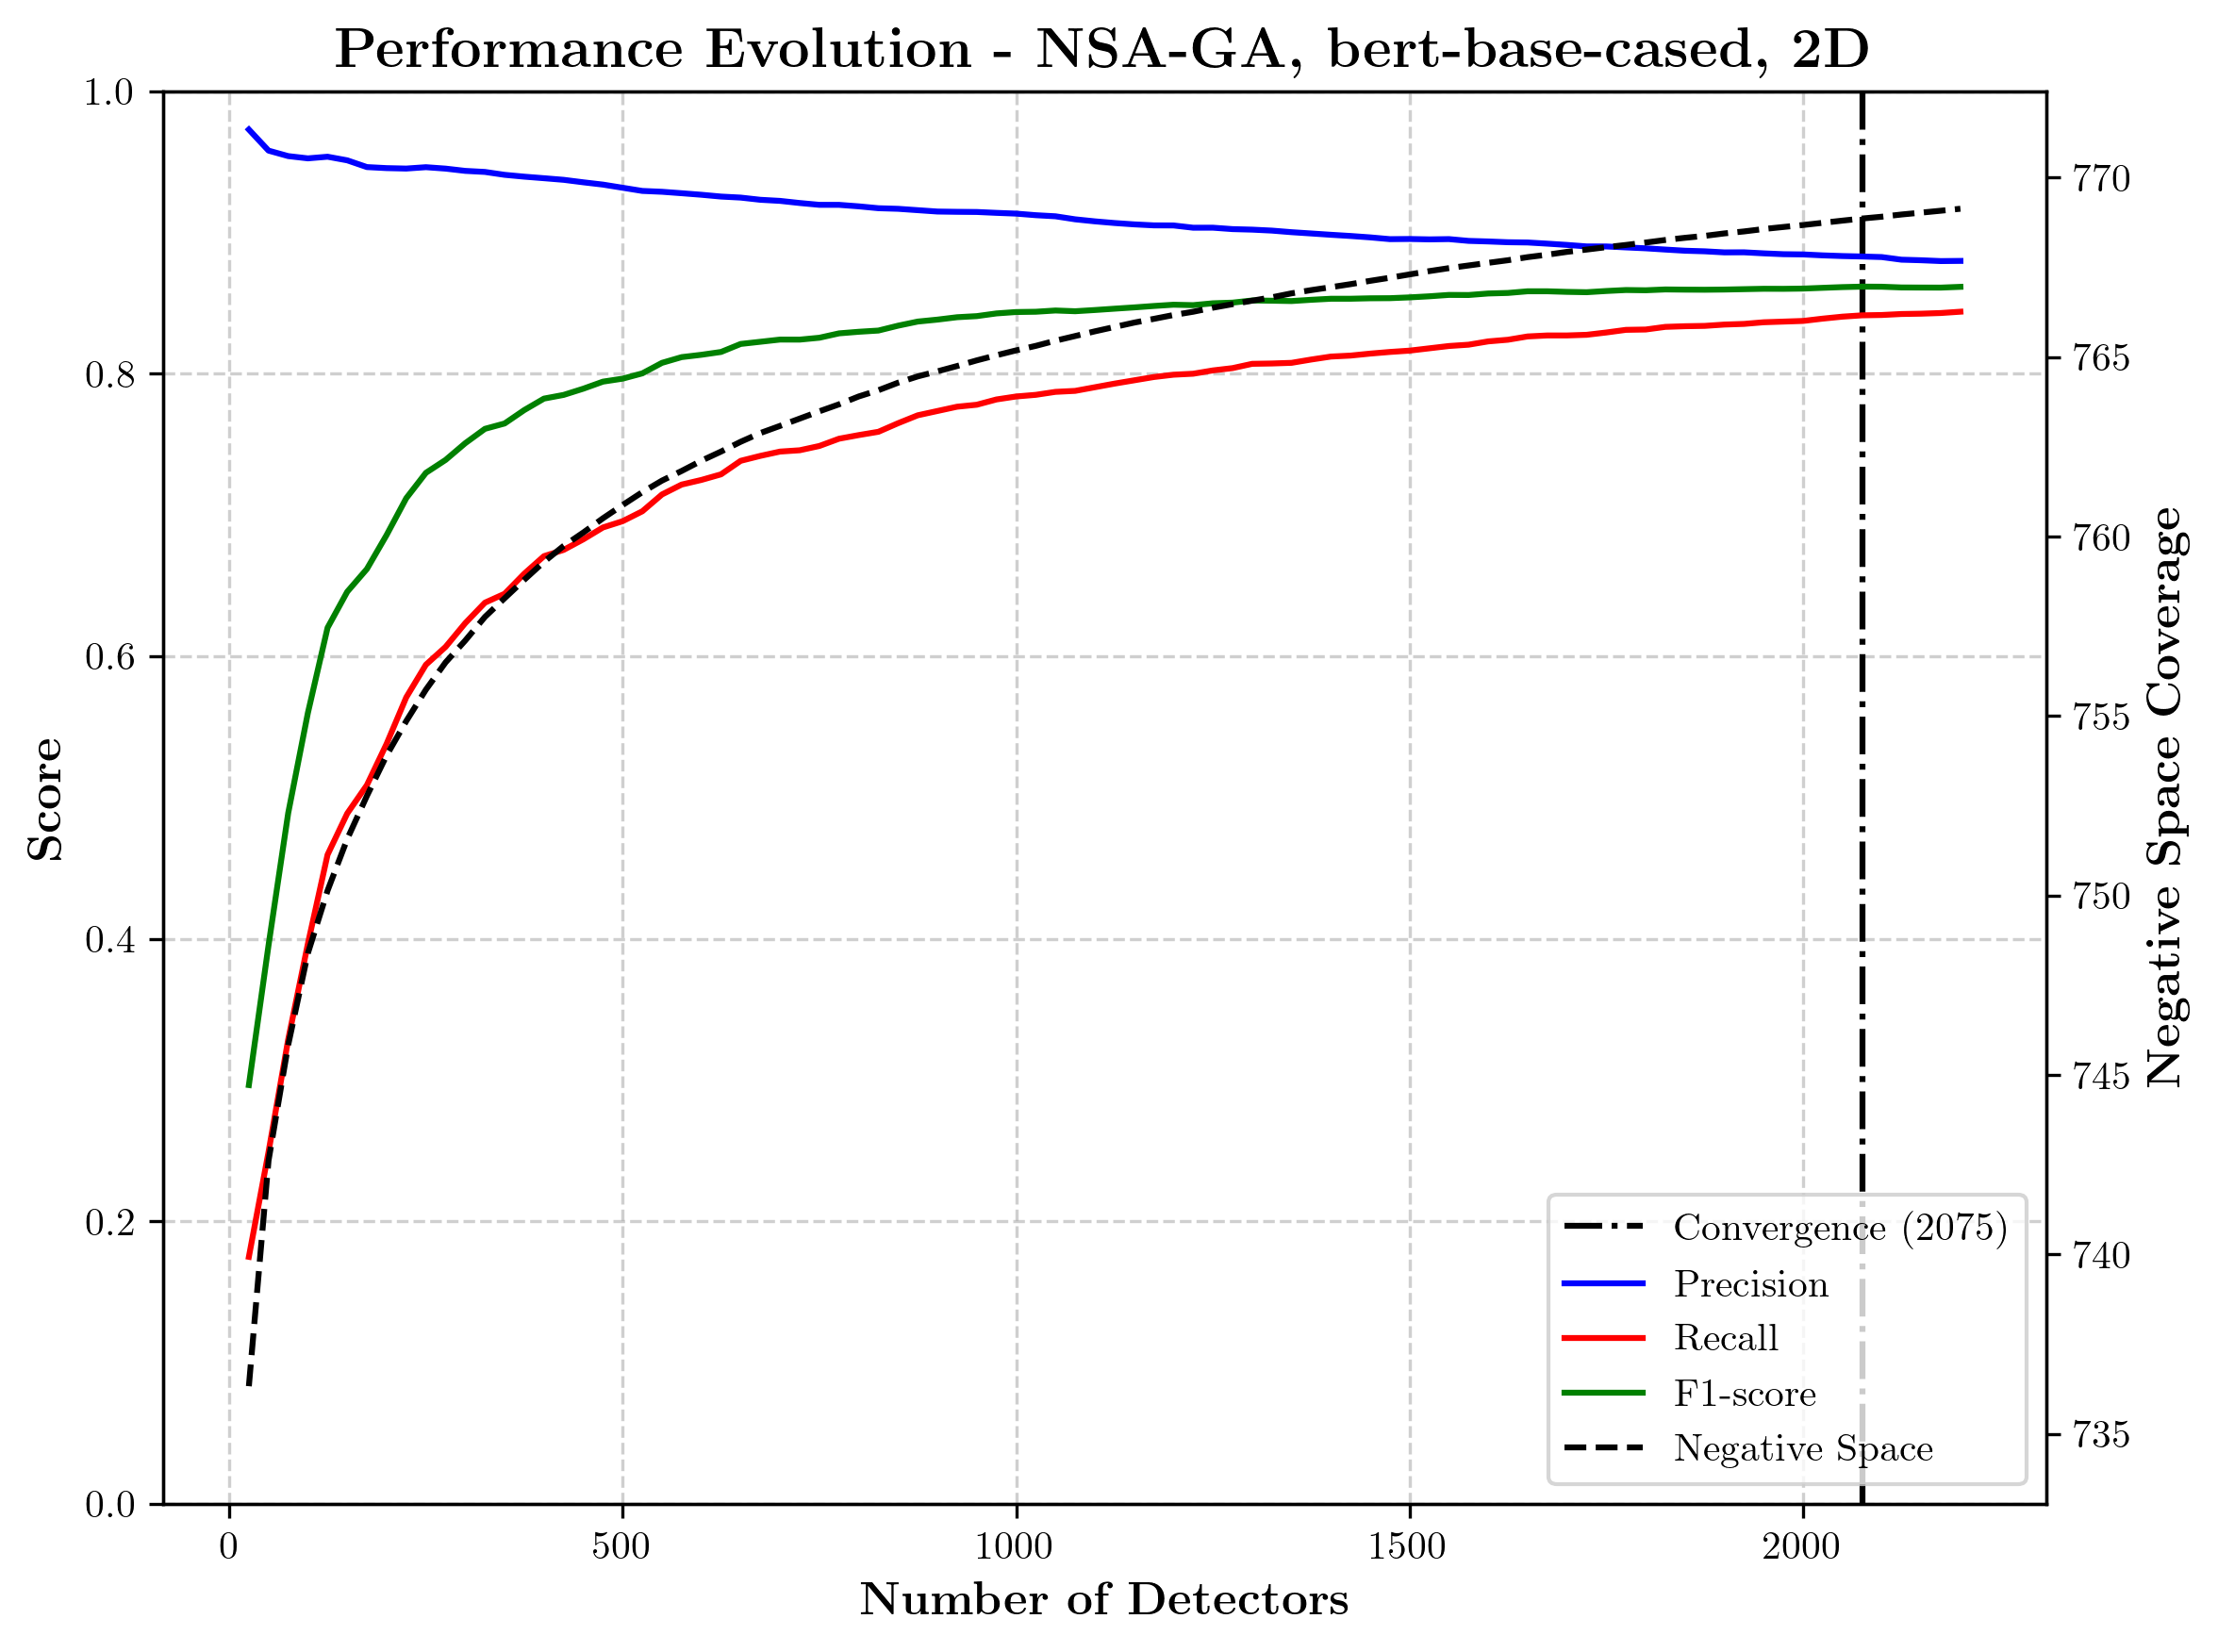 Performance Evolution - NSA-GA, bert-base-cased, 2D
1.0
0.8
0.6
0.4
0.2
0.0
Score
770
765
760
755
750
745
740
735
Negative Space Coverage
Convergence (2075)
Precision
Recall
F1-score
Negative Space
0
500
1000
1500
2000
Number of Detectors